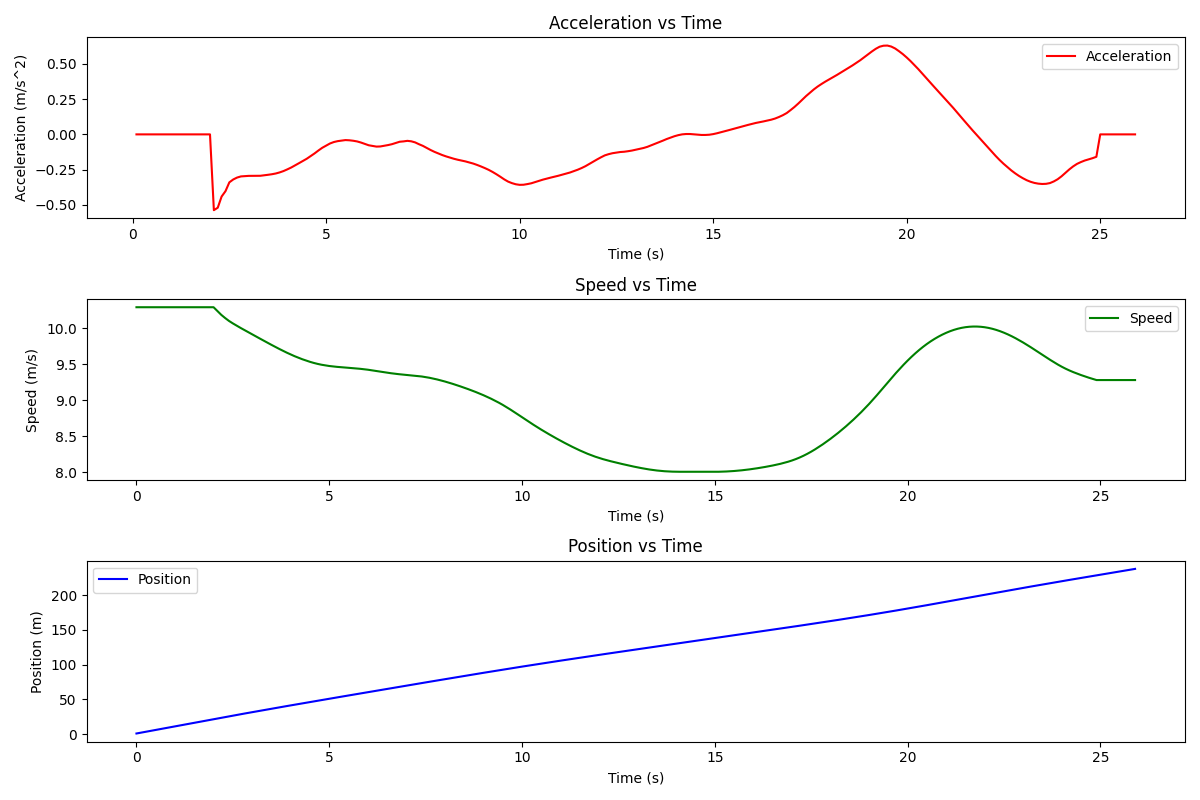 Acceleration vs Time
Acceleration (m/s^2)
0.50
0.25
0.00
−0.25
−0.50
Acceleration
0 5 10 15 20 25
Time (s)
Speed vs Time
Speed (m/s)
10.0
9.5
9.0
8.5
8.0
Speed
0 5 10 15 20 25
Time (s)
Position vs Time
Position (m)
200
150
100
50
0
Position
0 5 10 15 20 25
Time (s)